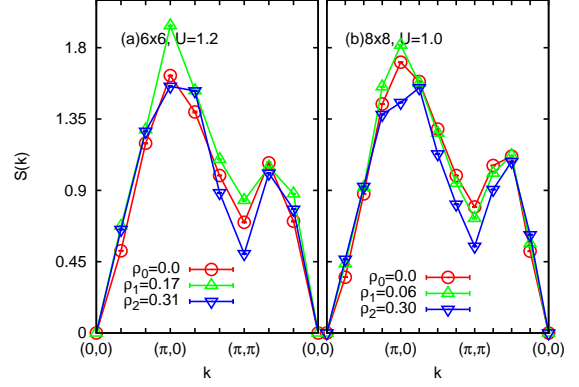 (a)6x6, U=1.2
(b)8x8, U=1.0
1.8
1.35
0.9
0.45
0
S(k)
ρ0=0.0
ρ1=0.17
ρ2=0.31
ρ0=0.0
ρ1=0.06
ρ2=0.30
(0,0) (π,0) (π,π) (0,0) (π,0) (π,π) (0,0)
k k